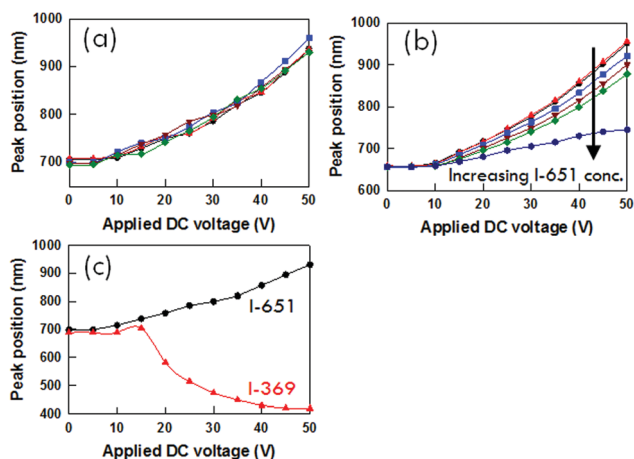 (a)
Peak position (nm)
1000
900
800
700
0 10 20 30 40 50
Applied DC voltage (V)
(b)
Peak position (nm)
1000
900
800
700
600
Increasing I-651 conc.
0 10 20 30 40 50
Applied DC voltage (V)
(c)
Peak position (nm)
1000
900
800
700
600
500
400
I-651
I-369
0 10 20 30 40 50
Applied DC voltage (V)